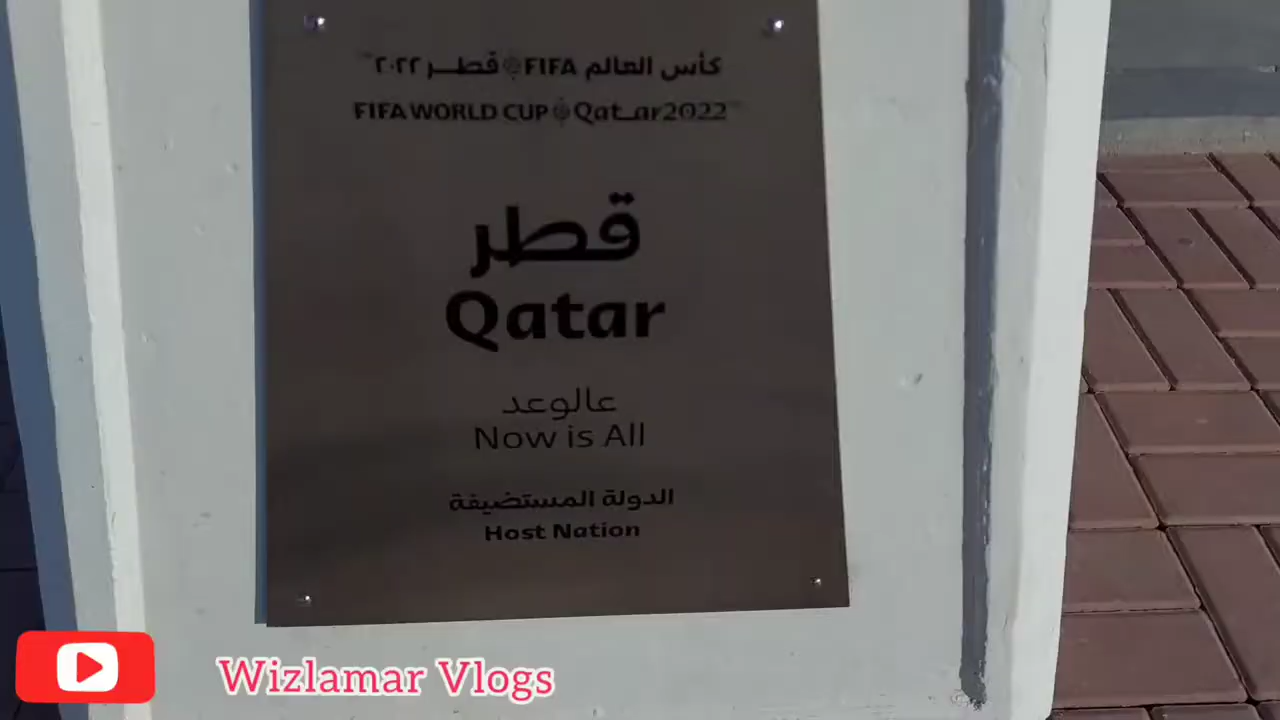 كأس العالم FIFA قطر ٢٠٢٢
FIFA WORLD CUP Qatar2022
قطر
Qatar
عالوعد
Now is All
الدولة المستضيفة
Host Nation
Wizlamar Vlogs